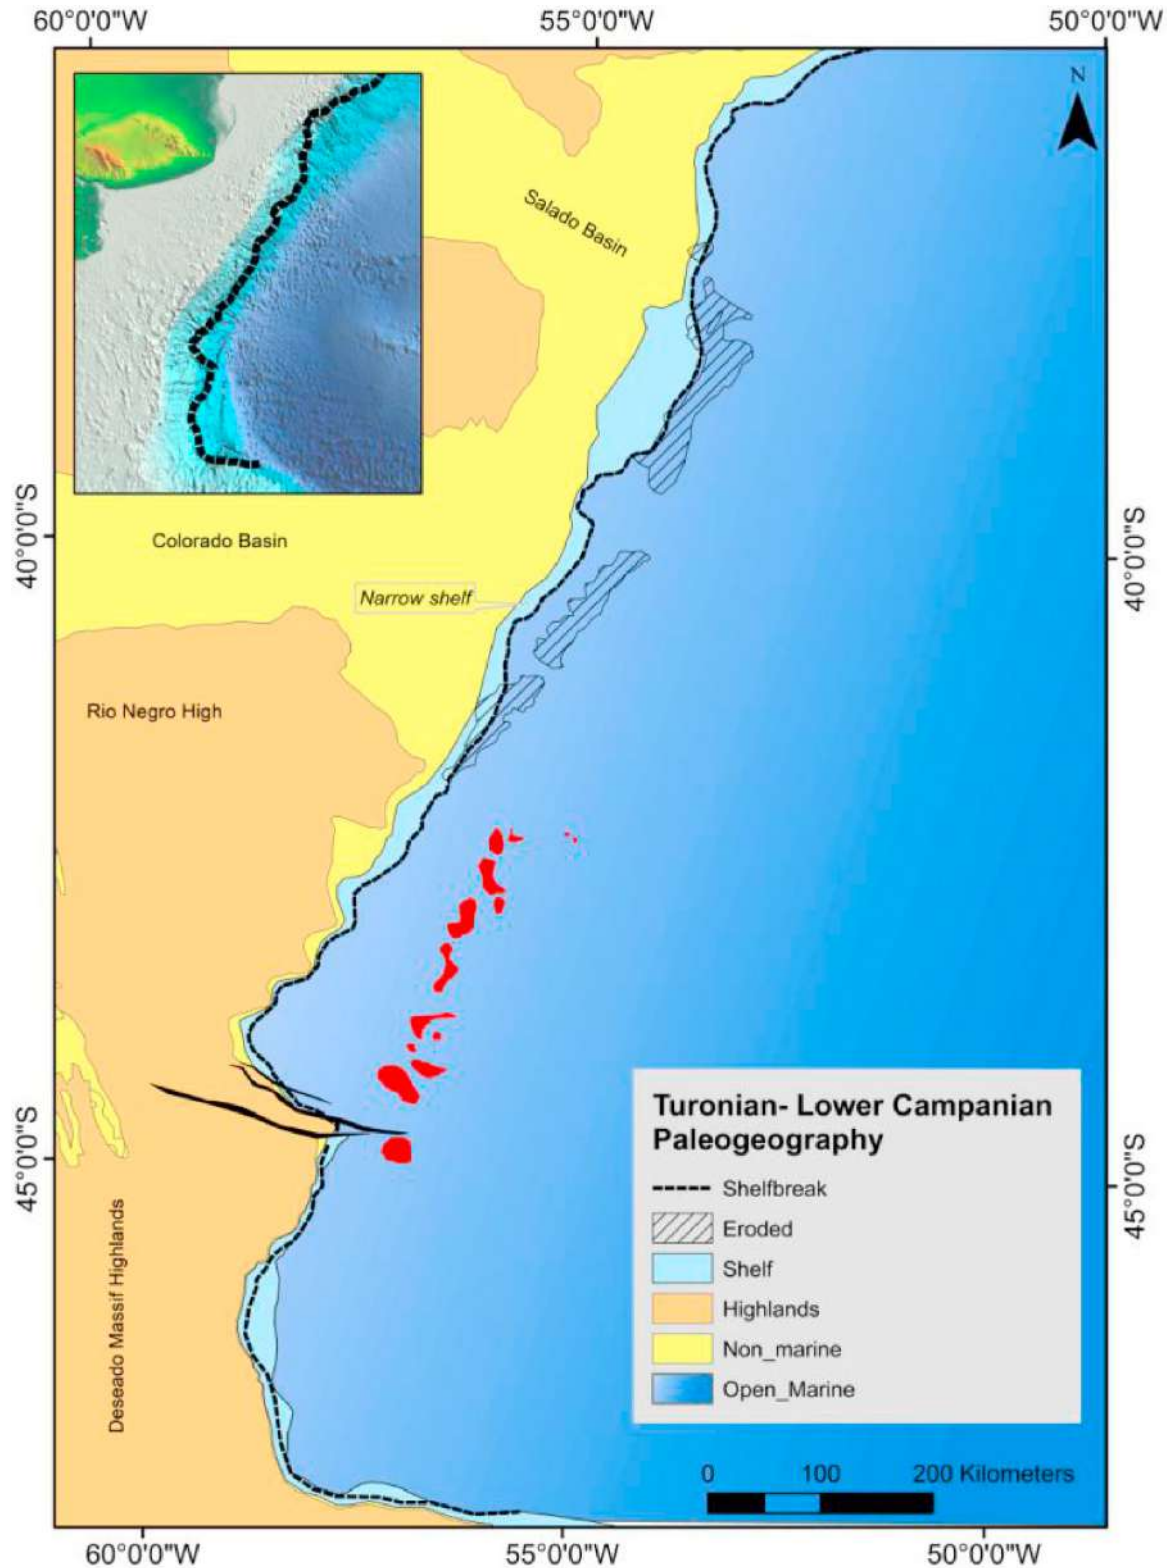 60°0'0"W 55°0'0"W 50°0'0"W
N
Salado Basin
40°0'0"S
Colorado Basin
40°0'0"S
Narrow shelf
Rio Negro High
45°0'0"S
45°0'0"S
Deseado Massif Highlands
Turonian- Lower Campanian
Paleogeography
Shelfbreak
Eroded
Shelf
Highlands
Non_marine
Open_Marine
0 100 200 Kilometers
60°0'0"W 55°0'0"W 50°0'0"W